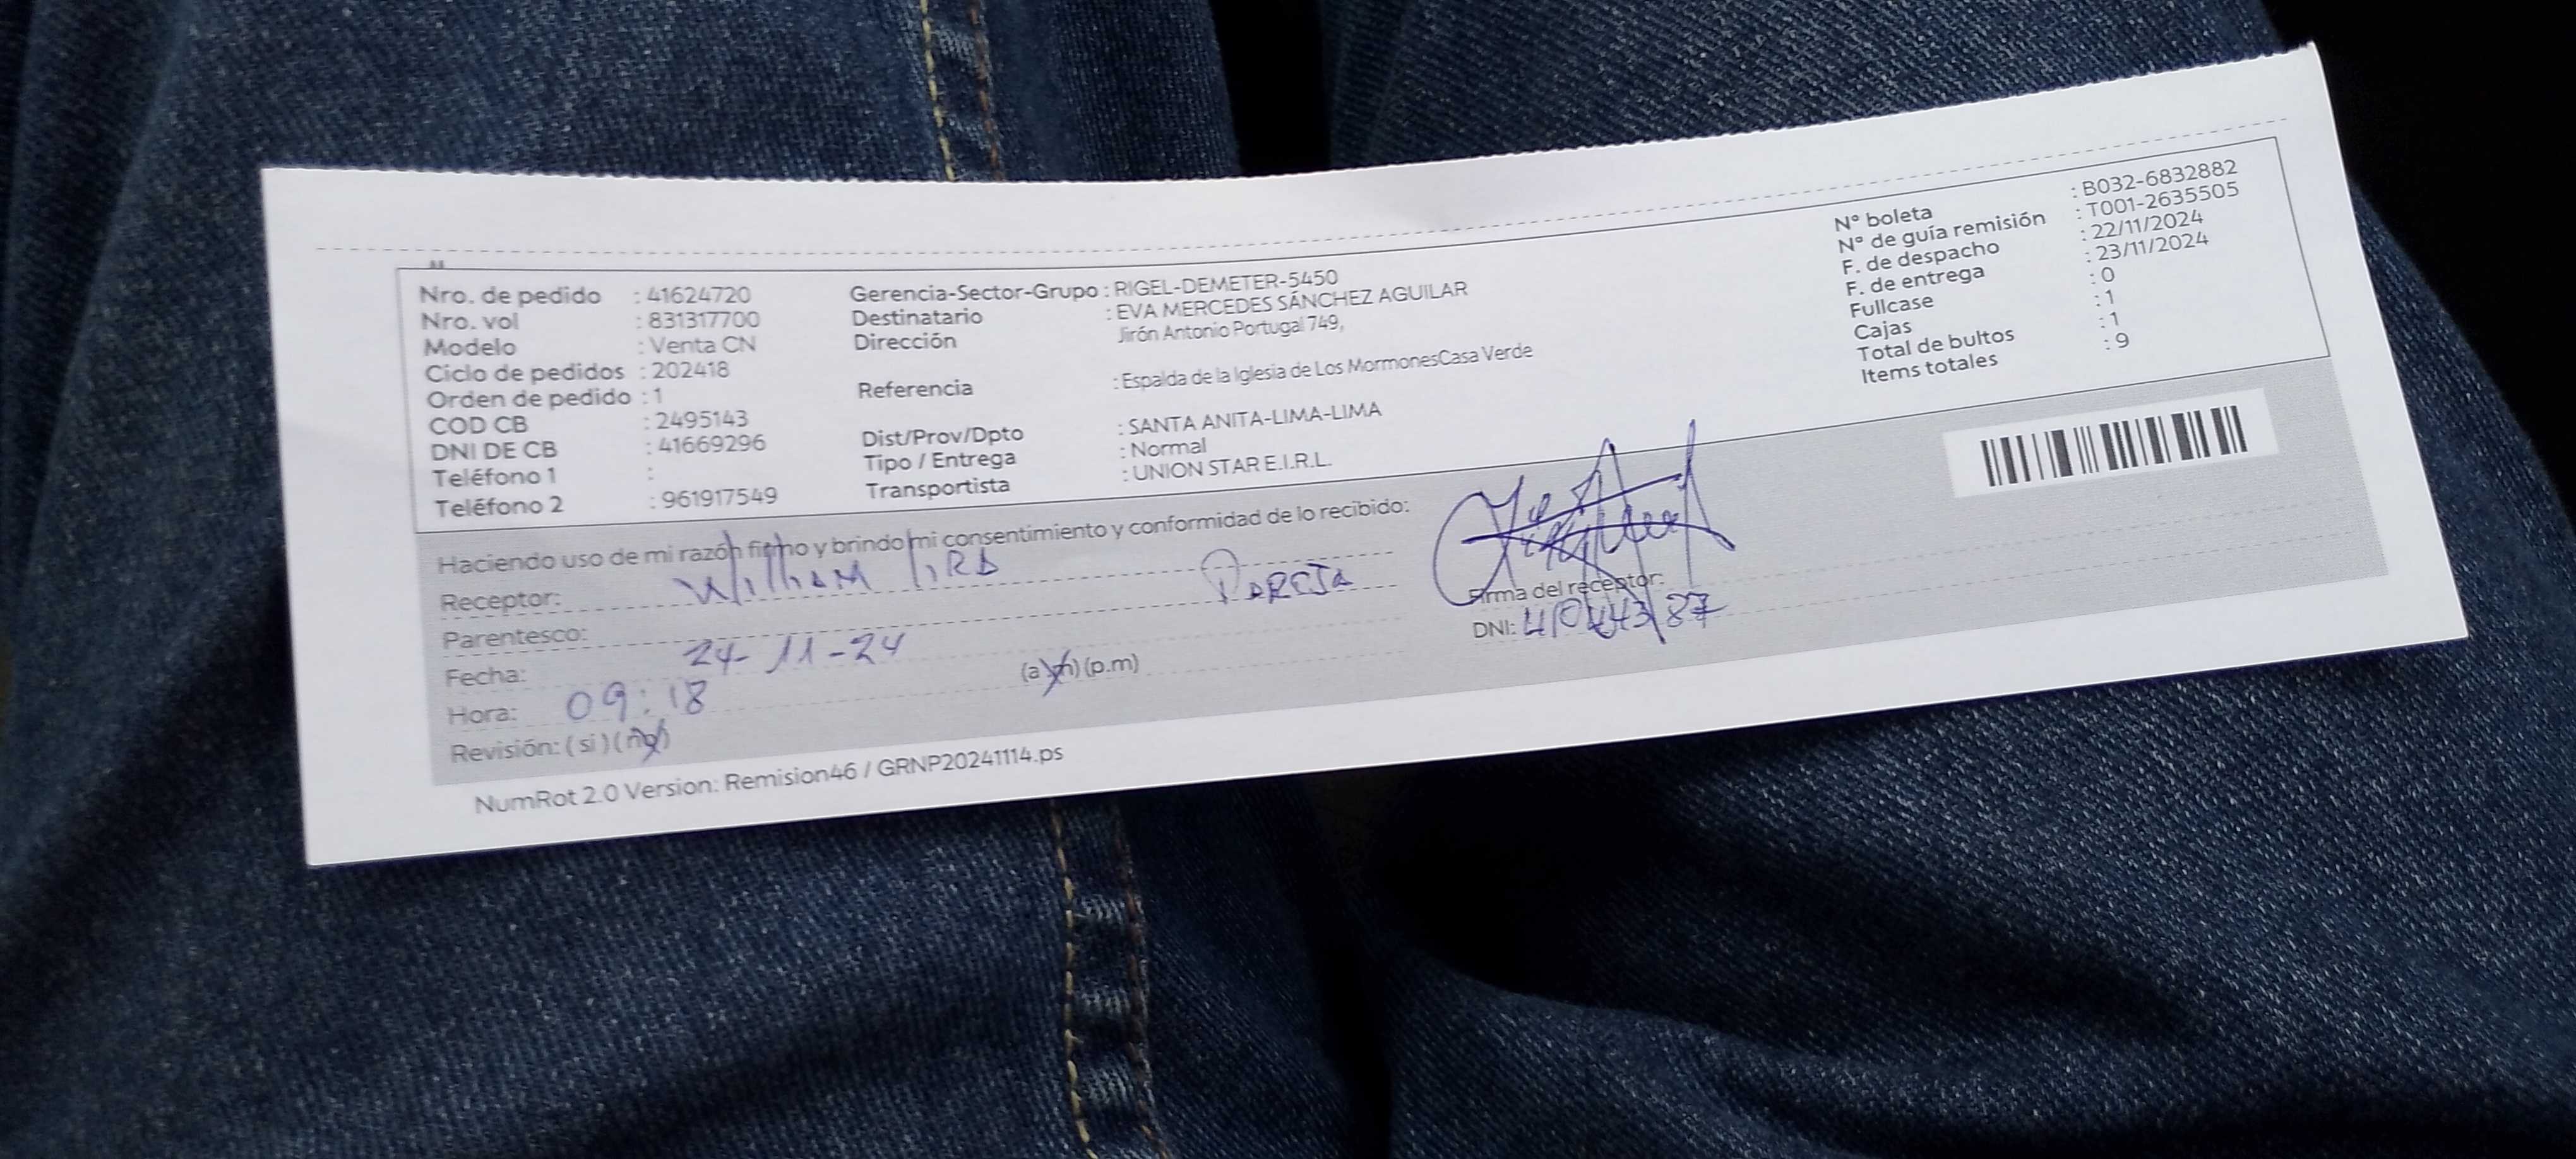 Nro. de pedido : 41624720
Nro. vol : 831317700
Modelo : Venta CN
Ciclo de pedidos : 202418
Orden de pedido : 1
COD CB : 2495143
DNI DE CB : 41669296
Teléfono 1 :
Teléfono 2 : 961917549
Gerencia-Sector-Grupo : RIGEL-DEMETER-5450
Destinatario : EVA MERCEDES SÁNCHEZ AGUILAR
Dirección Jirón Antonio Portugal 749,
Referencia : Espalda de la Iglesia de Los MormonesCasa Verde
Dist/Prov/Dpto : SANTA ANITA-LIMA-LIMA
Tipo / Entrega : Normal
Transportista : UNION STAR E.I.R.L.
N° boleta : B032-6832882
N° de guía remisión : T001-2635505
F. de despacho : 22/11/2024
F. de entrega : 23/11/2024
Fullcase : 0
Cajas : 1
Total de bultos : 1
Items totales : 9
Haciendo uso de mi razón firmo y brindo mi consentimiento y conformidad de lo recibido:
Receptor: William
Parentesco:
Fecha: 24-11-24
Hora: 09:18 (a.m) (p.m)
Revisión: (si) (no)
Firma del receptor:
DNI:
NumRot 2.0 Version: Remision46 / GRNP20241114.ps